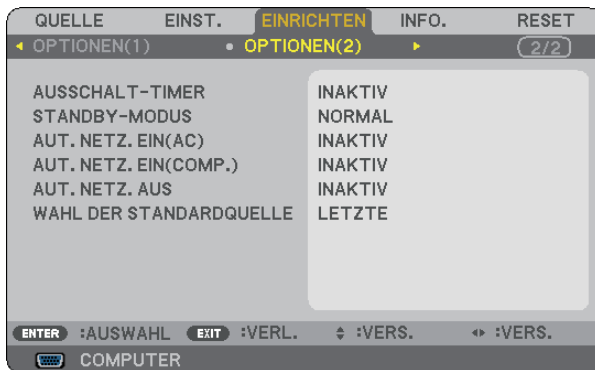 QUELLE EINST. EINRICHTEN INFO. RESET
OPTIONEN(1) OPTIONEN(2) 2/2
AUSSCHALT-TIMER INAKTIV
STANDBY-MODUS NORMAL
AUT. NETZ. EIN(AC) INAKTIV
AUT. NETZ. EIN(COMP.) INAKTIV
AUT. NETZ. AUS INAKTIV
WAHL DER STANDARDQUELLE LETZTE
ENTER :AUSWAHL EXIT :VERL. :VERS. :VERS.
COMPUTER